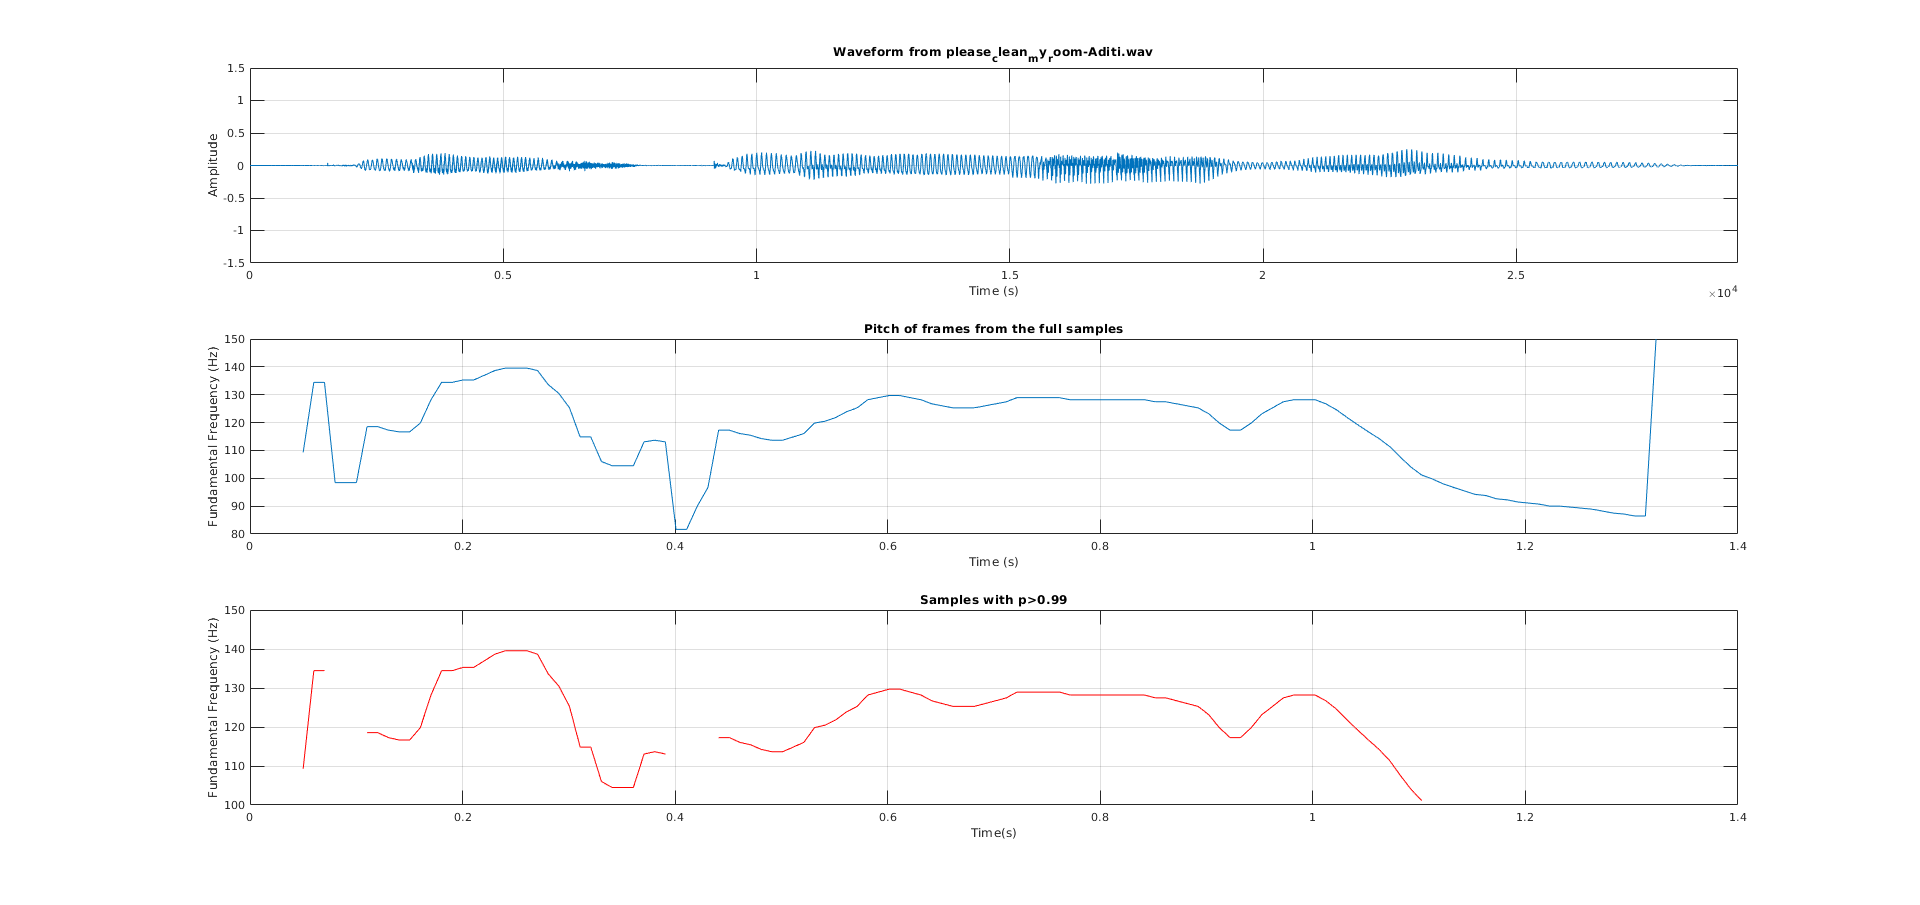 Waveform from please_clean_my_room-Aditi.wav
1.5
1
0.5
0
-0.5
-1
-1.5
Amplitude
0 0.5 1 1.5 2 2.5
Time (s)
×10^4
Pitch of frames from the full samples
150
140
130
120
110
100
90
80
Fundamental Frequency (Hz)
0 0.2 0.4 0.6 0.8 1 1.2 1.4
Time (s)
Samples with p>0.99
150
140
130
120
110
100
Fundamental Frequency (Hz)
0 0.2 0.4 0.6 0.8 1 1.2 1.4
Time(s)